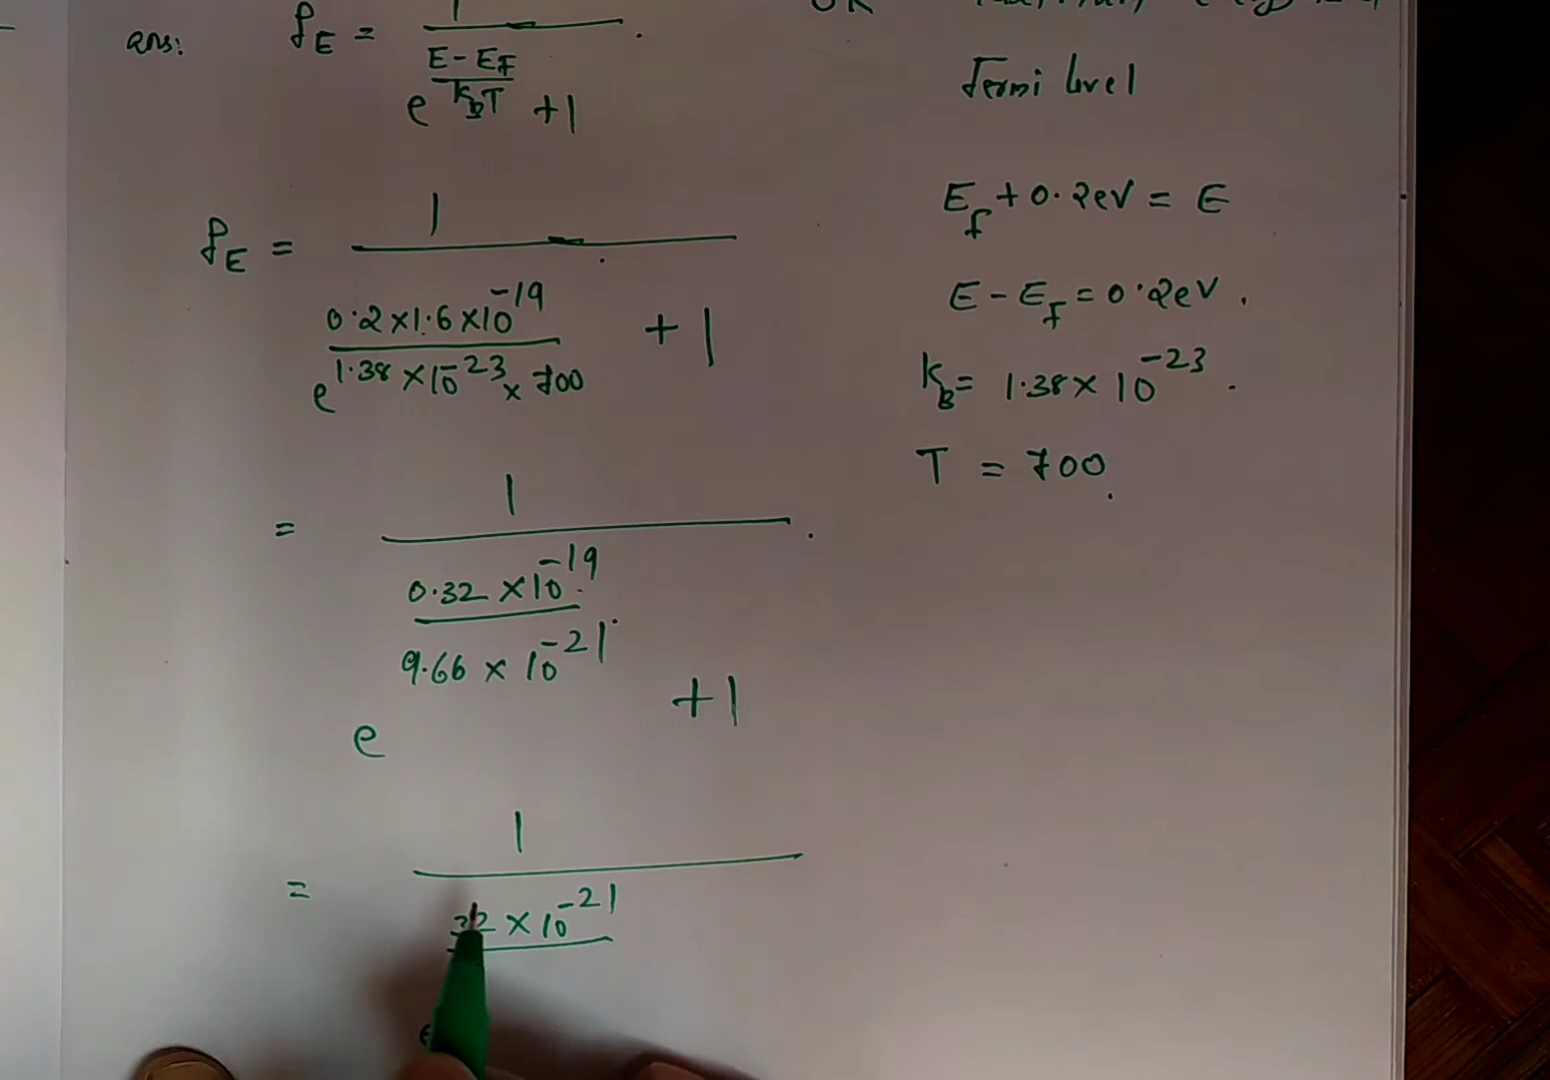 ans: f_E = 1 / (e^((E - E_F)/(k_B T)) + 1).
OR
Fermi level
E_f + 0.2eV = E
f_E = 1 / (e^((0.2 × 1.6 × 10^-19)/(1.38 × 10^-23 × 700)) + 1)
E - E_f = 0.2eV.
k_B = 1.38 × 10^-23.
T = 700.
= 1 / (e^((0.32 × 10^-19)/(9.66 × 10^-21)) + 1).
= 1
32 × 10^-21